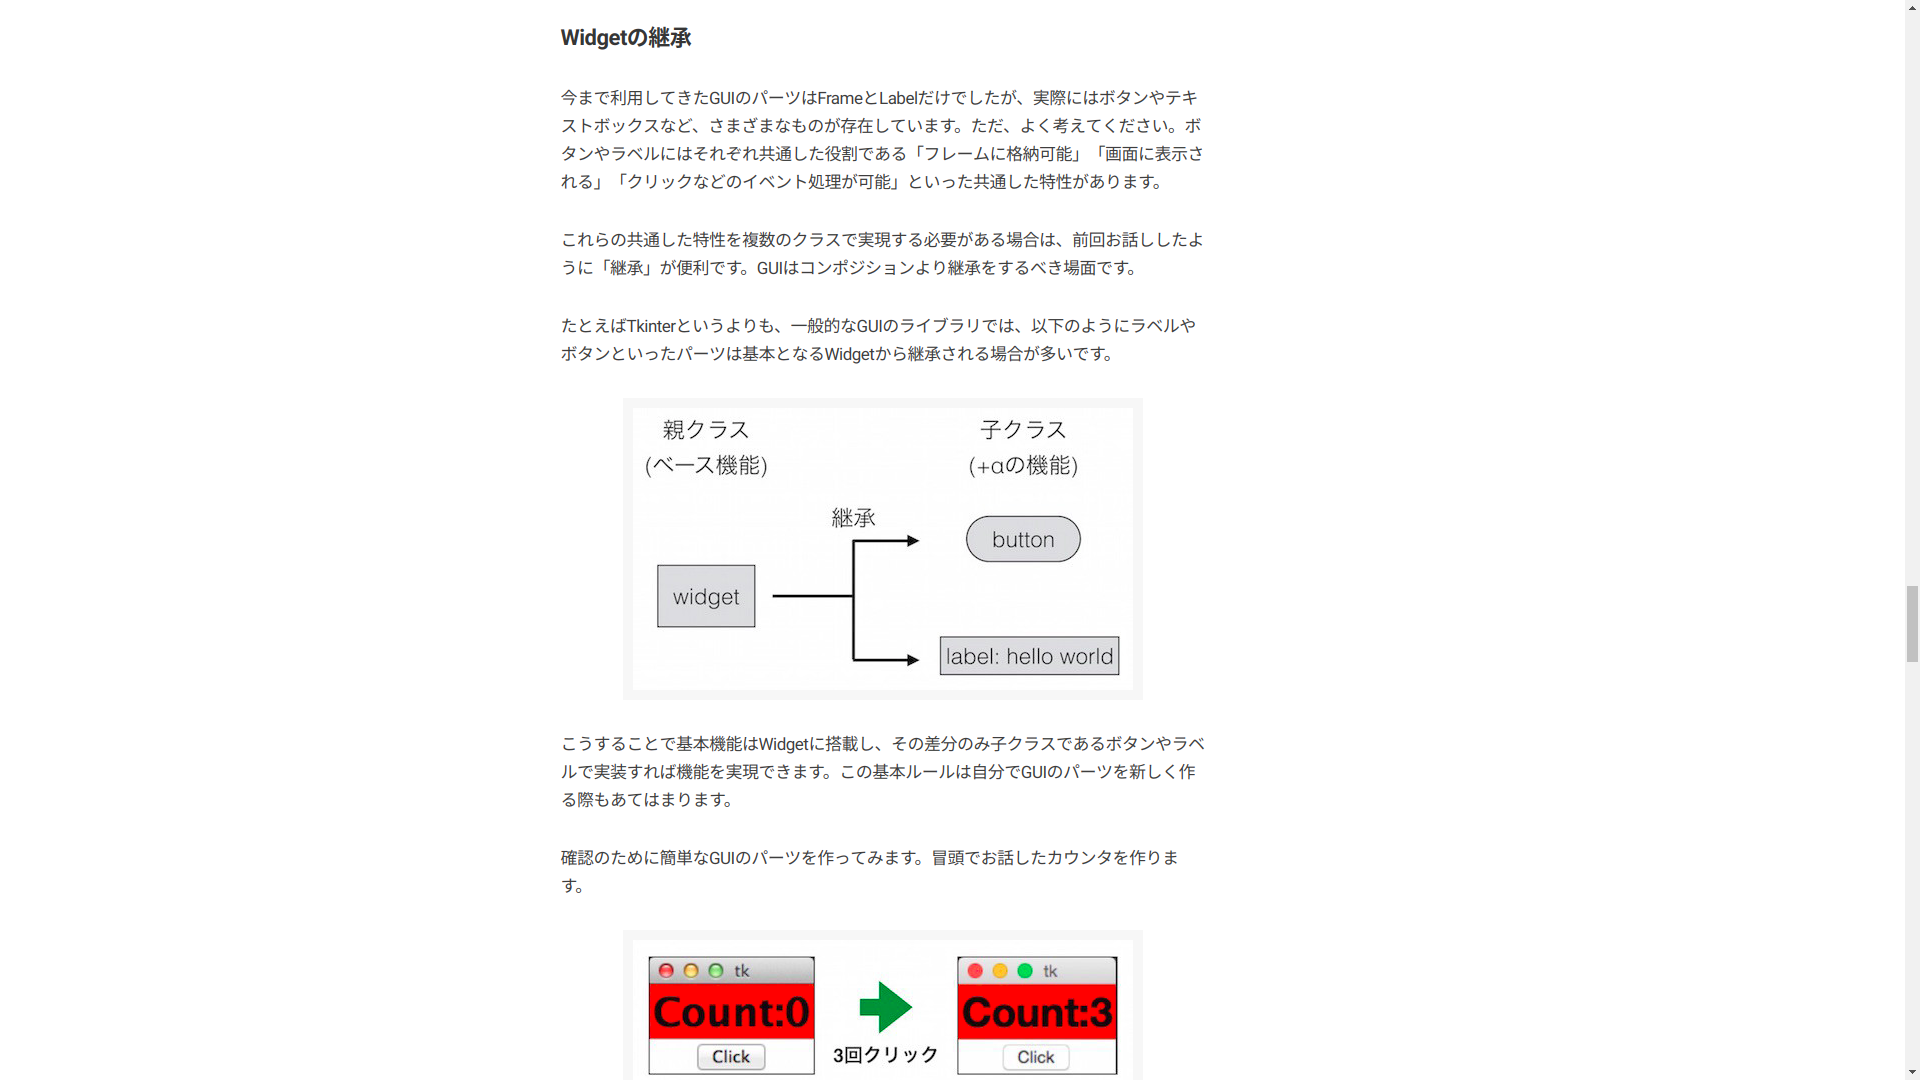 Widgetの継承
今まで利用してきたGUIのパーツはFrameとLabelだけでしたが、実際にはボタンやテキ
ストボックスなど、さまざまなものが存在しています。ただ、よく考えてください。ボ
タンやラベルにはそれぞれ共通した役割である「フレームに格納可能」「画面に表示さ
れる」「クリックなどのイベント処理が可能」といった共通した特性があります。
これらの共通した特性を複数のクラスで実現する必要がある場合は、前回お話ししたよ
うに「継承」が便利です。GUIはコンポジションより継承をするべき場面です。
たとえばTkinterというよりも、一般的なGUIのライブラリでは、以下のようにラベルや
ボタンといったパーツは基本となるWidgetから継承される場合が多いです。
親クラス
(ベース機能)
子クラス
(+αの機能)
継承
button
widget
label: hello world
こうすることで基本機能はWidgetに搭載し、その差分のみ子クラスであるボタンやラベ
ルで実装すれば機能を実現できます。この基本ルールは自分でGUIのパーツを新しく作
る際もあてはまります。
確認のために簡単なGUIのパーツを作ってみます。冒頭でお話したカウンタを作りま
す。
tk
Count:0
Click
3回クリック
tk
Count:3
Click